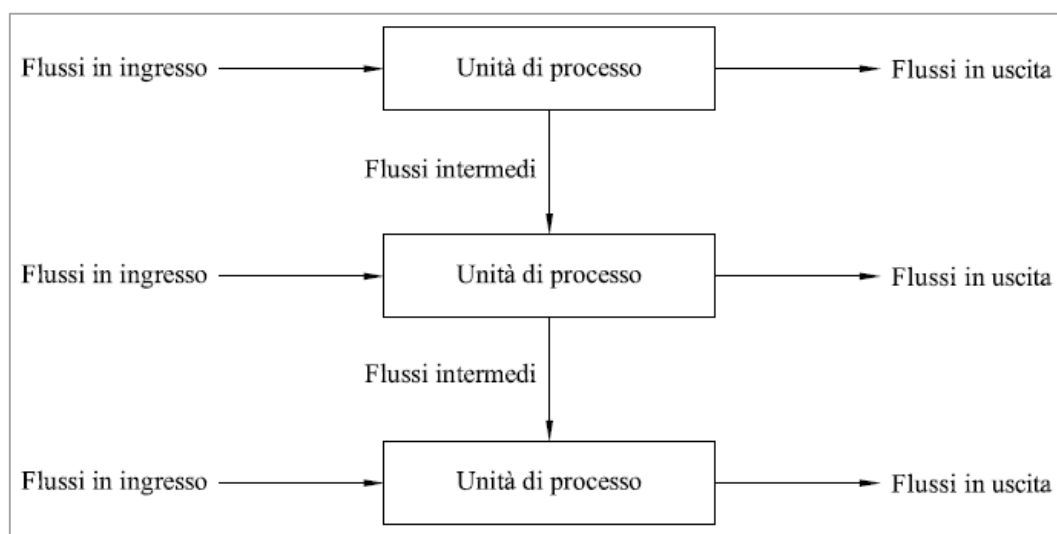 Flussi in ingresso
Unità di processo
Flussi in uscita
Flussi intermedi
Flussi in ingresso
Unità di processo
Flussi in uscita
Flussi intermedi
Flussi in ingresso
Unità di processo
Flussi in uscita